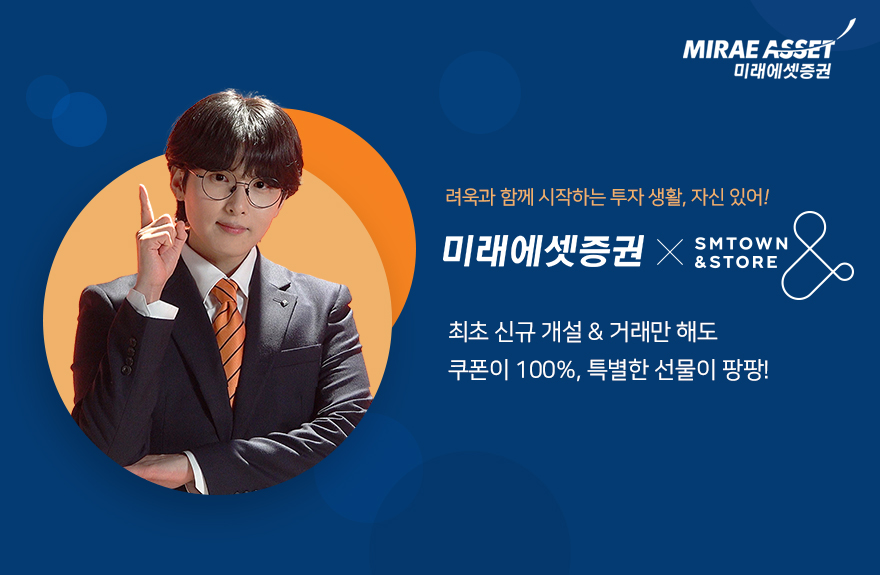 MIRAE ASSET
미래에셋증권
려욱과 함께 시작하는 투자 생활, 자신 있어!
미래에셋증권 × SMTOWN
&STORE
&
최초 신규 개설 & 거래만 해도
쿠폰이 100%, 특별한 선물이 팡팡!